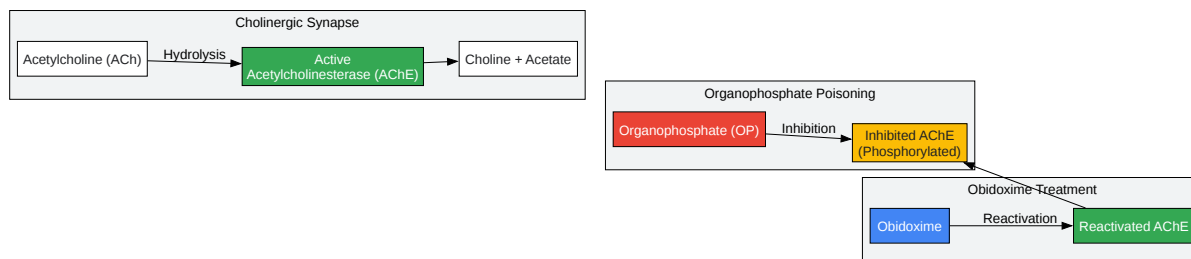 Cholinergic Synapse
Acetylcholine (ACh)
Hydrolysis
Active
Acetylcholinesterase (AChE)
Choline + Acetate
Organophosphate Poisoning
Organophosphate (OP)
Inhibition
Inhibited AChE
(Phosphorylated)
Obidoxime Treatment
Obidoxime
Reactivation
Reactivated AChE